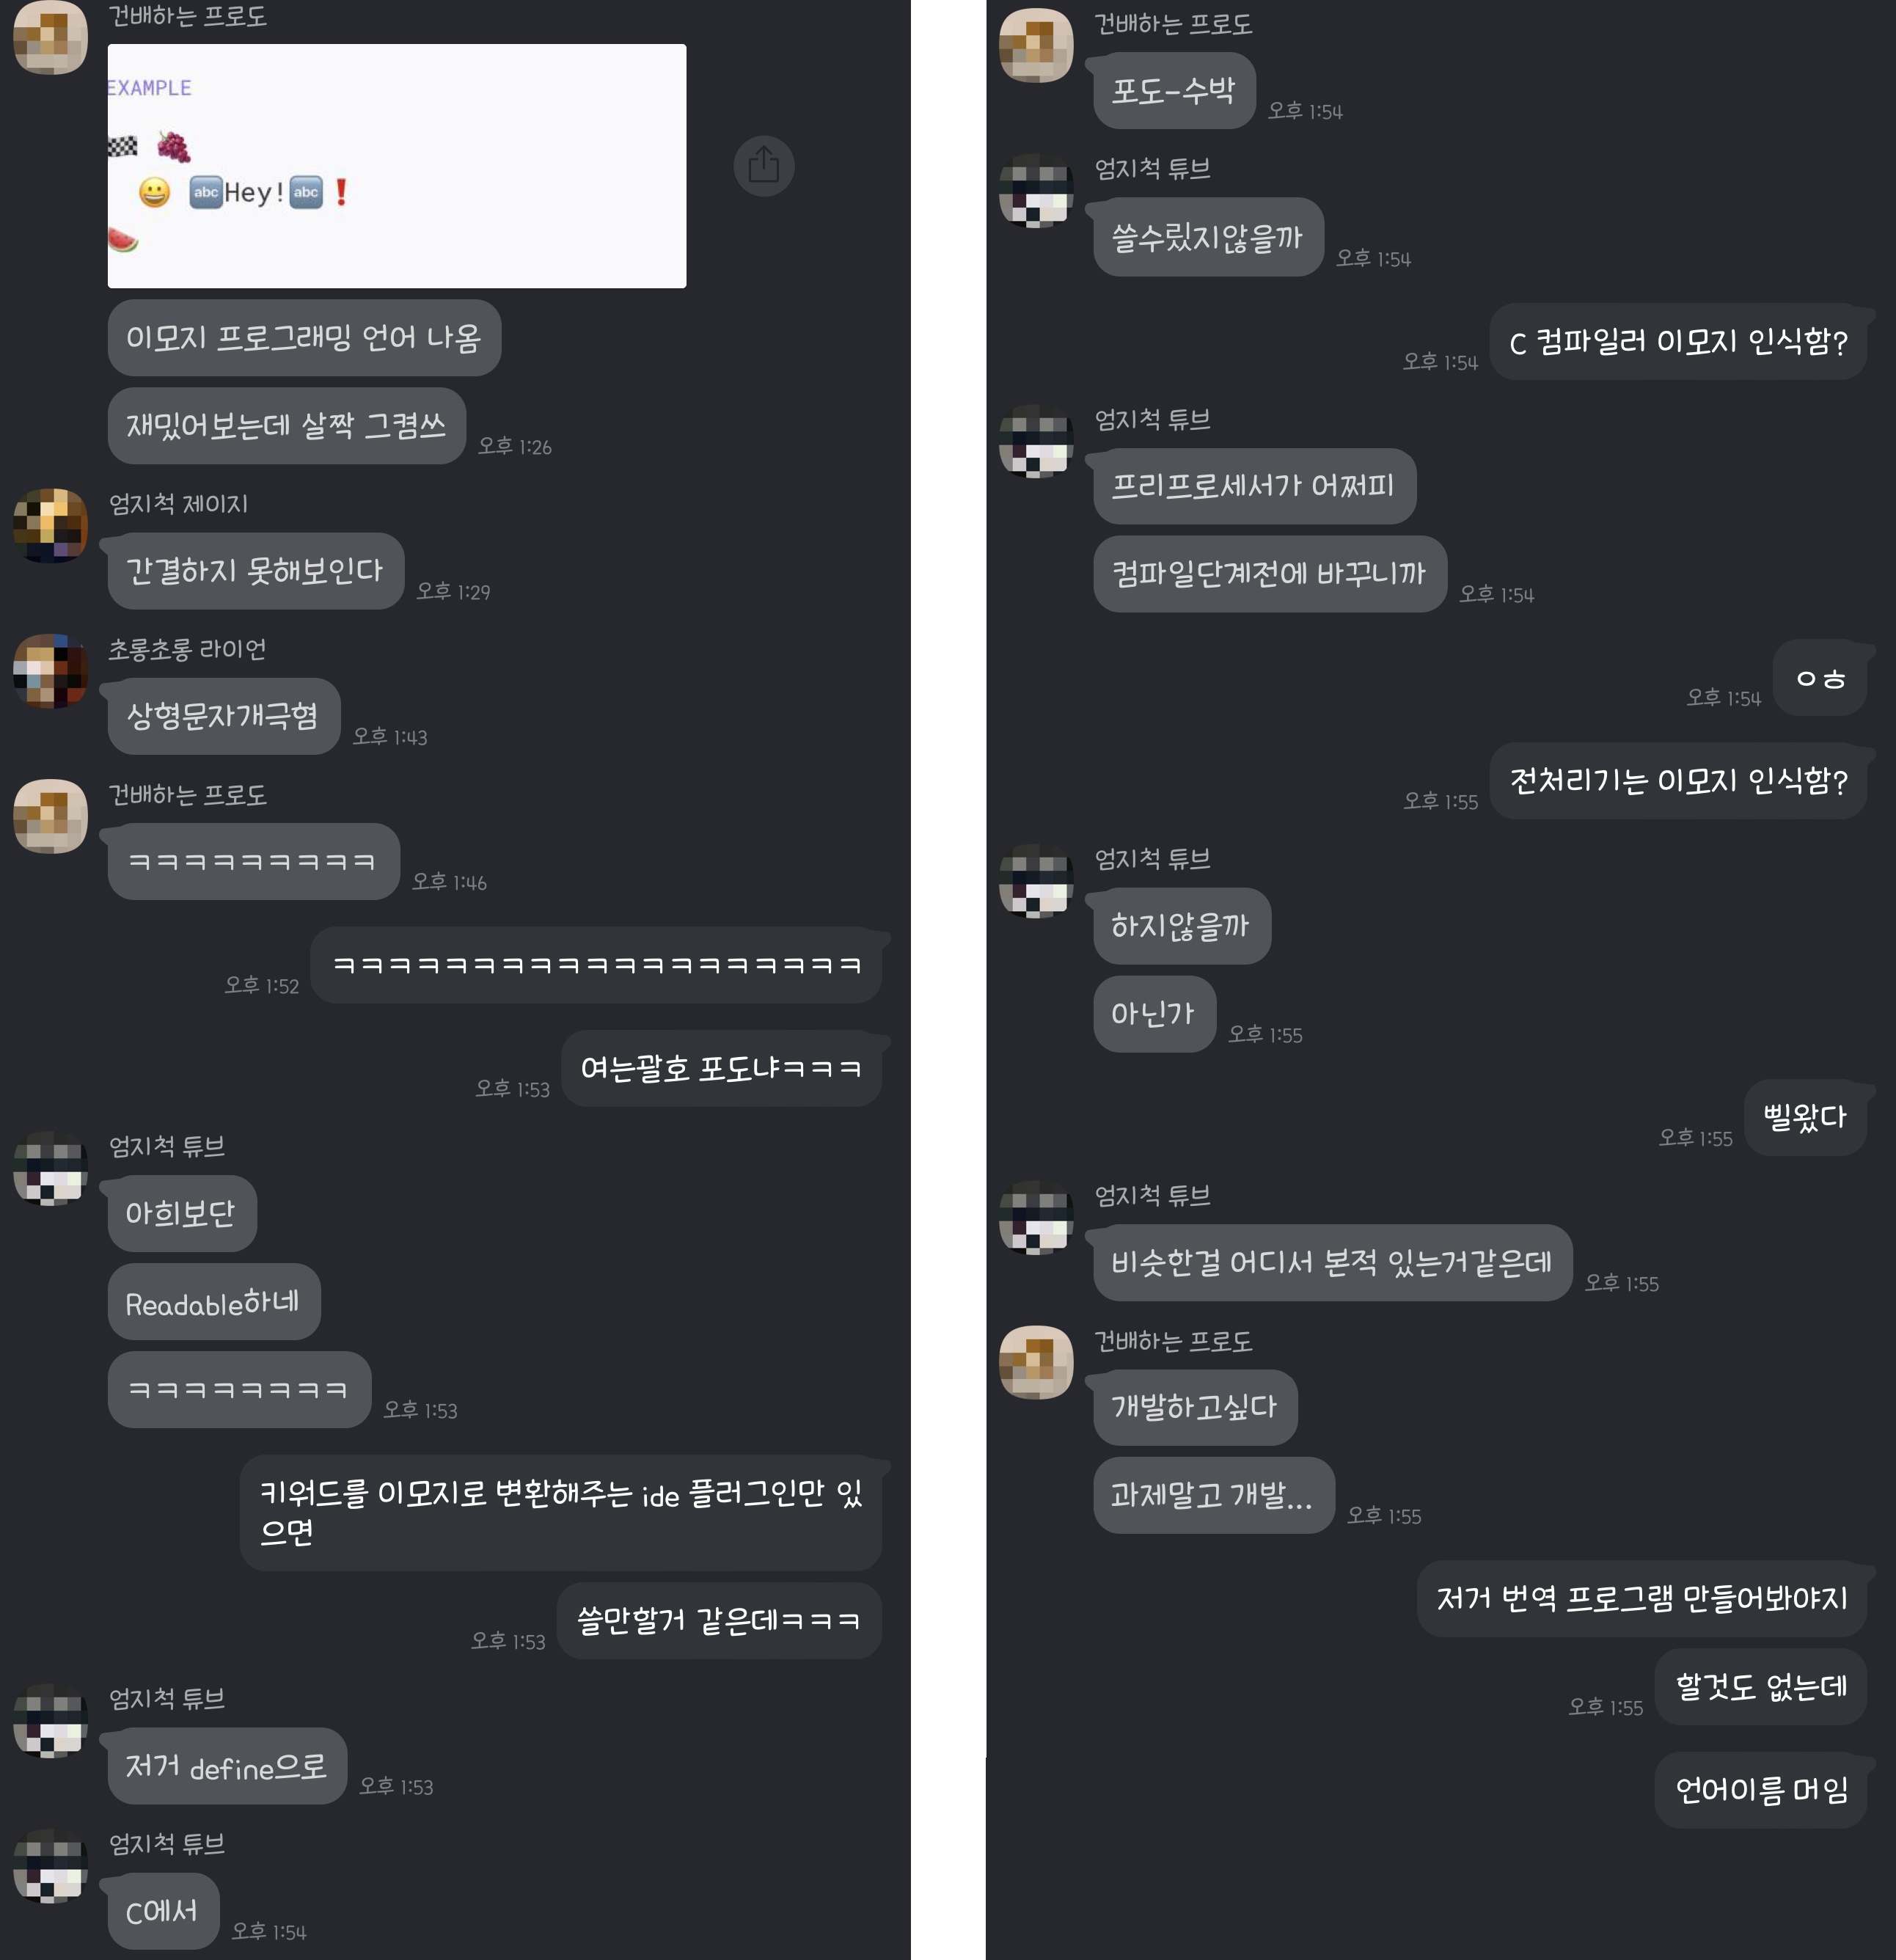 건배하는 프로도
EXAMPLE
🏁 🍇
😀 🔤Hey!🔤❗
🍉
이모지 프로그래밍 언어 나옴
재밌어보는데 살짝 그켬쓰
오후 1:26
엄지척 제이지
간결하지 못해보인다
오후 1:29
초롱초롱 라이언
상형문자개극혐
오후 1:43
건배하는 프로도
ㅋㅋㅋㅋㅋㅋㅋㅋㅋ
오후 1:46
ㅋㅋㅋㅋㅋㅋㅋㅋㅋㅋㅋㅋㅋㅋㅋㅋㅋㅋㅋ
오후 1:52
여는괄호 포도냐ㅋㅋㅋ
오후 1:53
엄지척 튜브
아희보단
Readable하네
ㅋㅋㅋㅋㅋㅋㅋㅋ
오후 1:53
키워드를 이모지로 변환해주는 ide 플러그인만 있
으면
쓸만할거 같은데ㅋㅋㅋ
오후 1:53
엄지척 튜브
저거 define으로
오후 1:53
엄지척 튜브
C에서
오후 1:54
건배하는 프로도
포도-수박
오후 1:54
엄지척 튜브
쓸수맀지않을까
오후 1:54
C 컴파일러 이모지 인식함?
오후 1:54
엄지척 튜브
프리프로세서가 어쩌피
컴파일단계전에 바꾸니까
오후 1:54
ㅇㅎ
오후 1:54
전처리기는 이모지 인식함?
오후 1:55
엄지척 튜브
하지않을까
아닌가
오후 1:55
삘왔다
오후 1:55
엄지척 튜브
비슷한걸 어디서 본적 있는거같은데
오후 1:55
건배하는 프로도
개발하고싶다
과제말고 개발...
오후 1:55
저거 번역 프로그램 만들어봐야지
할것도 없는데
오후 1:55
언어이름 머임